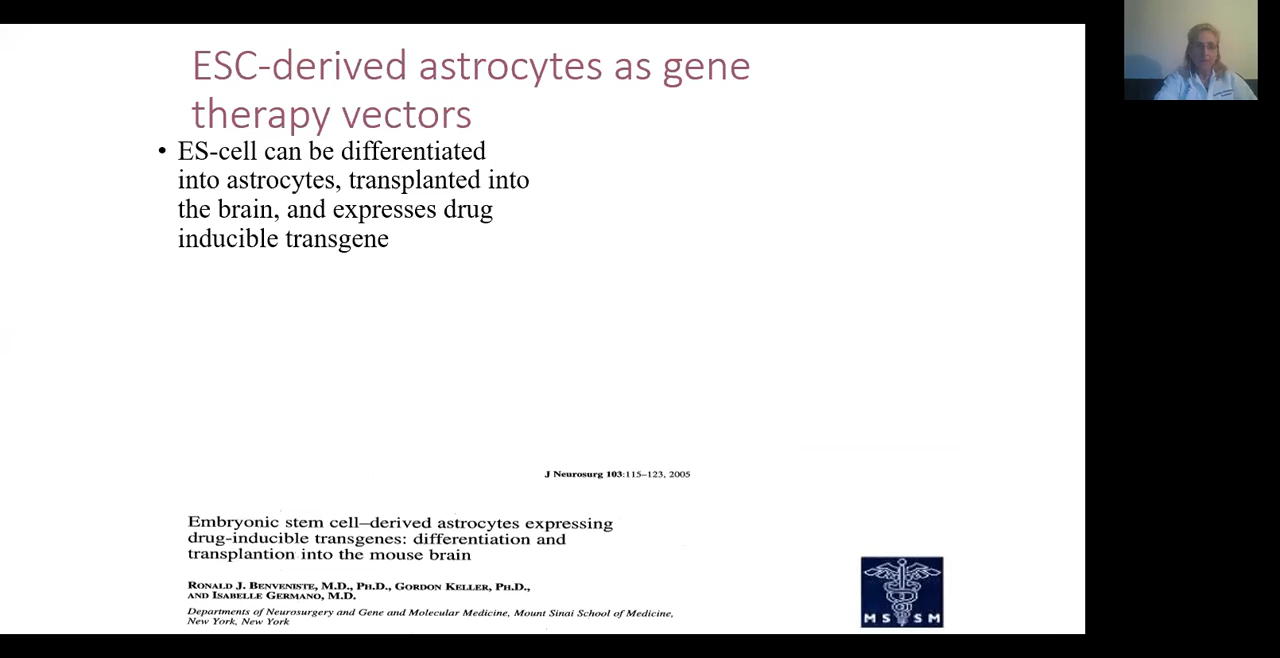 ESC-derived astrocytes as gene
therapy vectors
• ES-cell can be differentiated
into astrocytes, transplanted into
the brain, and expresses drug
inducible transgene
J Neurosurg 103:115–123, 2005
Embryonic stem cell–derived astrocytes expressing
drug-inducible transgenes: differentiation and
transplantion into the mouse brain
RONALD J. BENVENISTE, M.D., PH.D., GORDON KELLER, PH.D.,
AND ISABELLE GERMANO, M.D.
Departments of Neurosurgery and Gene and Molecular Medicine, Mount Sinai School of Medicine,
New York, New York
M S S M